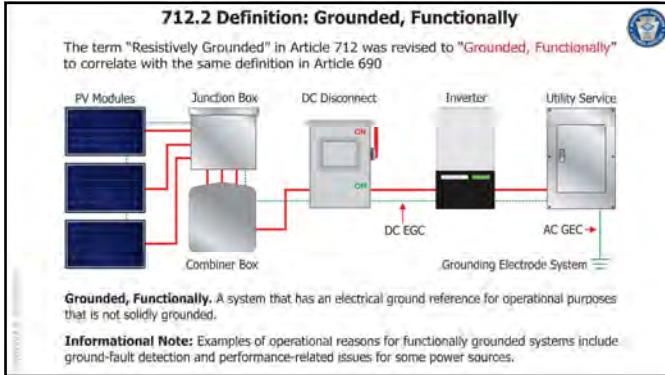 712.2 Definition: Grounded, Functionally
The term "Resistively Grounded" in Article 712 was revised to "Grounded, Functionally"
to correlate with the same definition in Article 690
PV Modules
Junction Box
DC Disconnect
Inverter
Utility Service
ON
Off
DC EGC
AC GEC
Combiner Box
Grounding Electrode System
Grounded, Functionally. A system that has an electrical ground reference for operational purposes
that is not solidly grounded.
Informational Note: Examples of operational reasons for functionally grounded systems include
ground-fault detection and performance-related issues for some power sources.